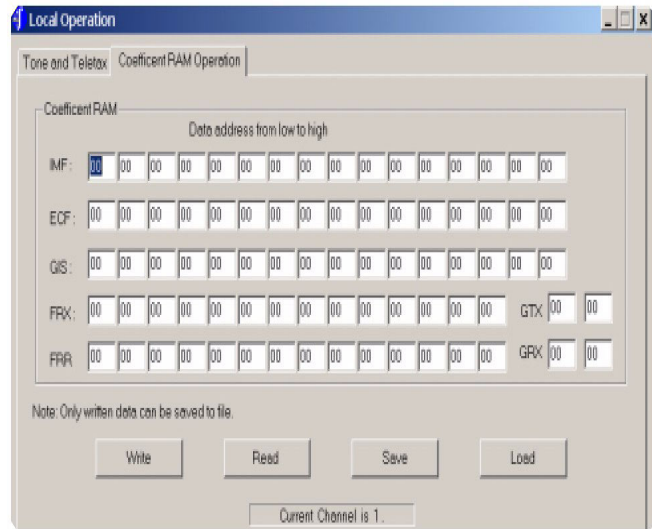 Local Operation
Tone and Teletax Coefficent RAM Operation
Coefficent RAM
Data address from low to high
IMF: 00 00 00 00 00 00 00 00 00 00 00 00 00 00 00 00
ECF: 00 00 00 00 00 00 00 00 00 00 00 00 00 00 00 00
GIS: 00 00 00 00 00 00 00 00 00 00 00 00 00 00 00 00
FRX: 00 00 00 00 00 00 00 00 00 00 00 00 00 00 GTX 00 00
FRR 00 00 00 00 00 00 00 00 00 00 00 00 00 00 GRX 00 00
Note: Only written data can be saved to file.
Write Read Save Load
Current Channel is 1.